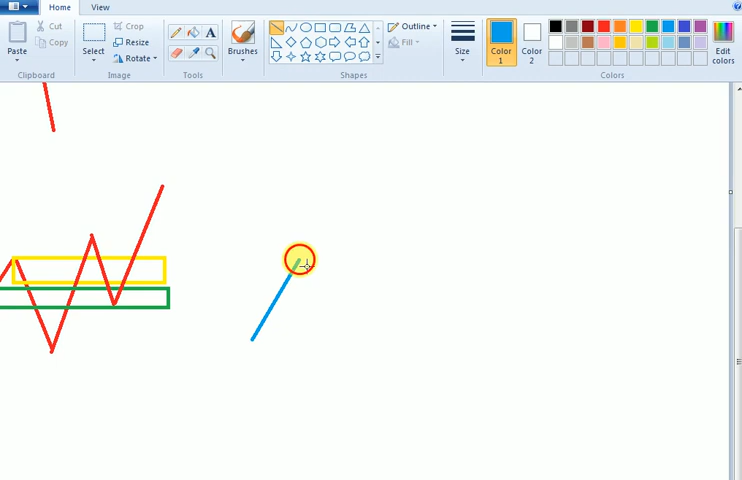 Home View
Paste
Cut
Copy
Clipboard
Select
Crop
Resize
Rotate
Image
A
Tools
Brushes
Outline
Fill
Shapes
Size
Color
1
Color
2
Edit
colors
Colors